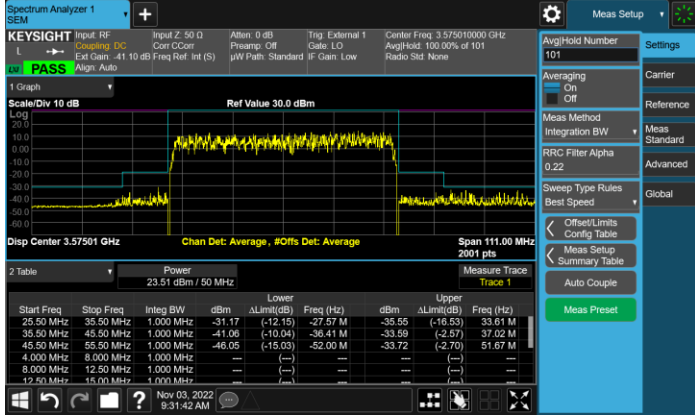 Spectrum Analyzer 1
SEM
+
Meas Setup
KEYSIGHT
PASS
Input: RF
Coupling: DC
Ext Gain: -41.10 dB
Align: Auto
Input Z: 50 Ω
Corr CCorr
Freq Ref: Int (S)
Atten: 0 dB
Preamp: Off
µW Path: Standard
Trig: External 1
Gate: LO
IF Gain: Low
Center Freq: 3.575010000 GHz
Avg|Hold: 100.00% of 101
Radio Std: None
1 Graph
Scale/Div 10 dB
Ref Value 30.0 dBm
Log
20.0
10.0
0.00
-10.0
-20.0
-30.0
-40.0
-50.0
-60.0
Disp Center 3.57501 GHz
Chan Det: Average, #Offs Det: Average
Span 111.00 MHz
2001 pts
2 Table
Power
23.51 dBm / 50 MHz
Measure Trace
Trace 1
Lower Upper
Start Freq Stop Freq Integ BW dBm ΔLimit(dB) Freq (Hz) dBm ΔLimit(dB) Freq (Hz)
25.50 MHz 35.50 MHz 1.000 MHz -31.17 (-12.15) -27.57 M -35.55 (-16.53) 33.61 M
35.50 MHz 45.50 MHz 1.000 MHz -41.06 (-10.04) -36.41 M -33.59 (-2.57) 37.02 M
45.50 MHz 55.50 MHz 1.000 MHz -46.05 (-15.03) -52.00 M -33.72 (-2.70) 51.67 M
4.000 MHz 8.000 MHz 1.000 MHz --- (---) --- (---)
8.000 MHz 12.50 MHz 1.000 MHz --- (---) --- (---)
12.50 MHz 15.00 MHz 1.000 MHz --- (---) --- (---)
?
Nov 03, 2022
9:31:42 AM
Avg|Hold Number
101
Averaging
On
Off
Meas Method
Integration BW
RRC Filter Alpha
0.22
Sweep Type Rules
Best Speed
Offset/Limits
Config Table
Meas Setup
Summary Table
Auto Couple
Meas Preset
Settings
Carrier
Reference
Meas
Standard
Advanced
Global